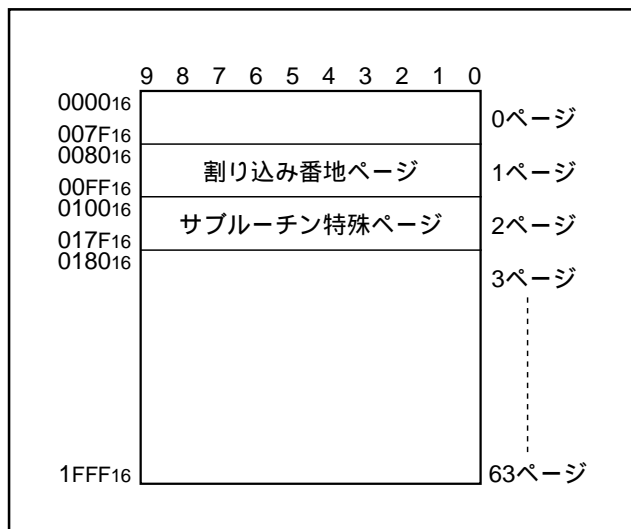 9 8 7 6 5 4 3 2 1 0
0000₁₆
0ページ
007F₁₆
0080₁₆
割り込み番地ページ
1ページ
00FF₁₆
0100₁₆
サブルーチン特殊ページ
2ページ
017F₁₆
0180₁₆
3ページ
1FFF₁₆
63ページ